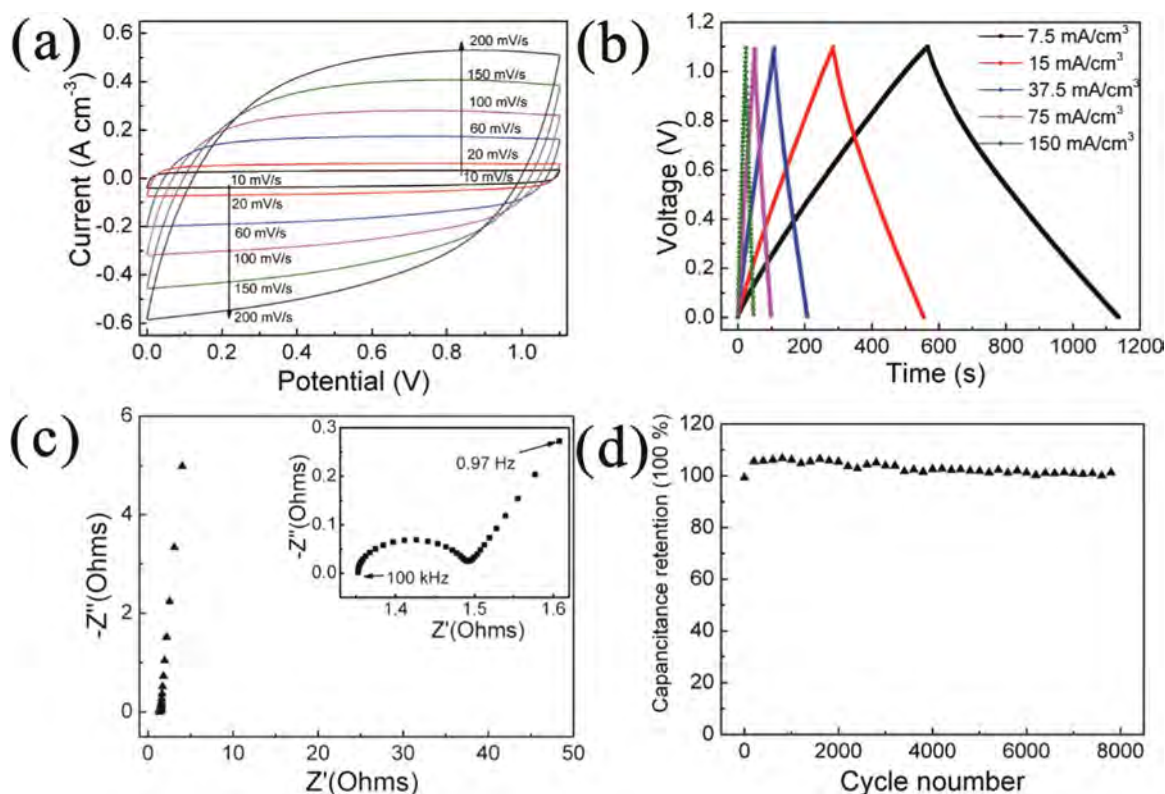 (a)
Current (A cm⁻³)
0.6
0.4
0.2
0.0
-0.2
-0.4
-0.6
200 mV/s
150 mV/s
100 mV/s
60 mV/s
20 mV/s
10 mV/s
10 mV/s
20 mV/s
60 mV/s
100 mV/s
150 mV/s
200 mV/s
0.0 0.2 0.4 0.6 0.8 1.0
Potential (V)
(b)
Voltage (V)
1.2
1.0
0.8
0.6
0.4
0.2
0.0
7.5 mA/cm³
15 mA/cm³
37.5 mA/cm³
75 mA/cm³
150 mA/cm³
0 200 400 600 800 1000 1200
Time (s)
(c)
-Z''(Ohms)
6
4
2
0
0 10 20 30 40 50
Z'(Ohms)
-Z''(Ohms)
0.3
0.2
0.1
0.0
0.97 Hz
100 kHz
1.4 1.5 1.6
Z'(Ohms)
(d)
Capancitance retention (100 %)
120
100
80
60
40
20
0
0 2000 4000 6000 8000
Cycle noumber